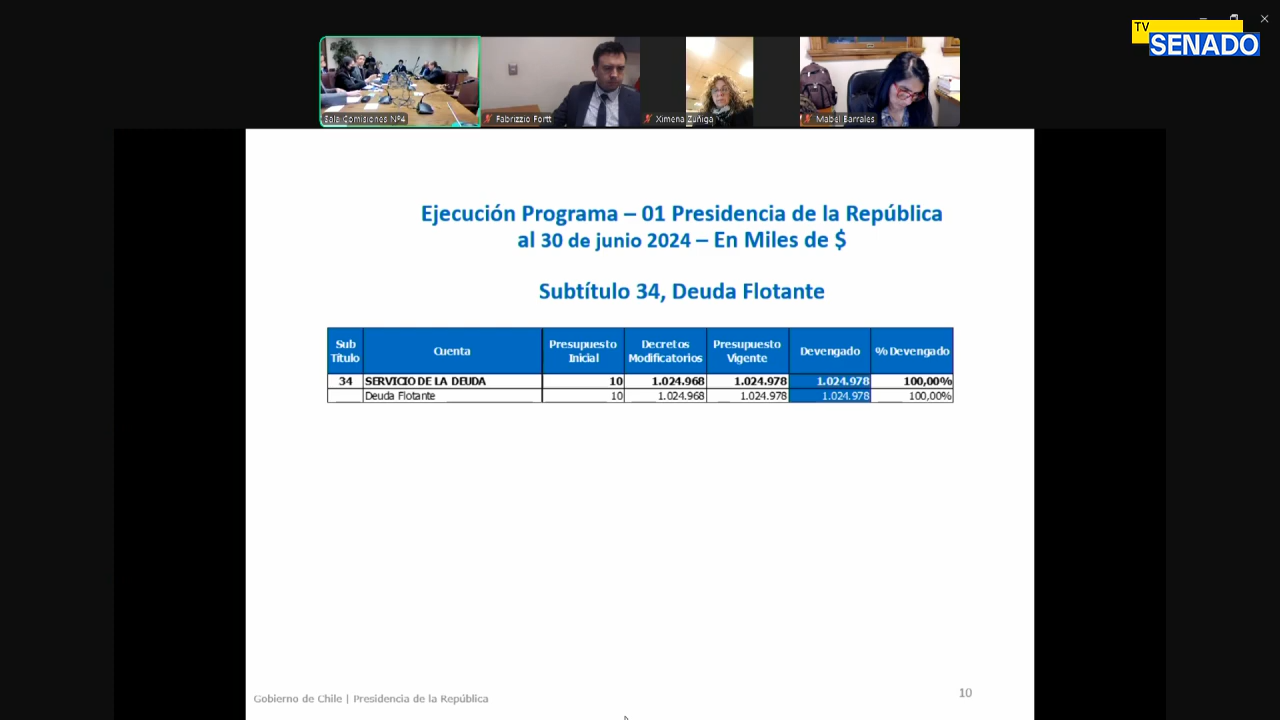 TV
SENADO
Sala Comisiones Nº4
Fabrizzio Fortt
Ximena Zúñiga
Mabel Barrales
Ejecución Programa – 01 Presidencia de la República
al 30 de junio 2024 – En Miles de $
Subtítulo 34, Deuda Flotante
Sub Título Cuenta Presupuesto Inicial Decretos Modificatorios Presupuesto Vigente Devengado % Devengado
34 SERVICIO DE LA DEUDA 10 1.024.968 1.024.978 1.024.978 100,00%
Deuda Flotante 10 1.024.968 1.024.978 1.024.978 100,00%
Gobierno de Chile | Presidencia de la República
10